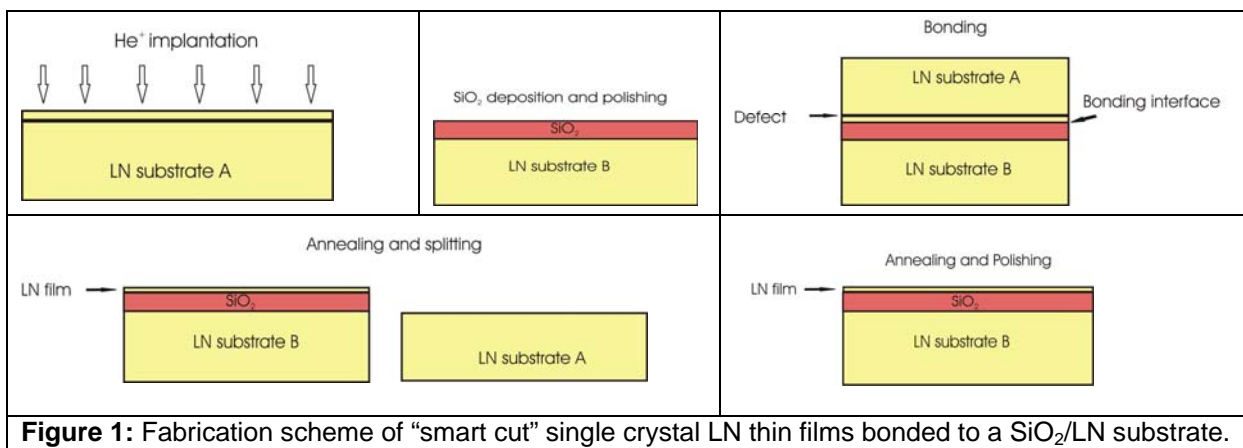 He⁺ implantation
LN substrate A
SiO₂ deposition and polishing
SiO₂
LN substrate B
Bonding
LN substrate A
Defect
Bonding interface
LN substrate B
Annealing and splitting
LN film
SiO₂
LN substrate B
LN substrate A
Annealing and Polishing
LN film
SiO₂
LN substrate B
Figure 1: Fabrication scheme of “smart cut” single crystal LN thin films bonded to a SiO₂/LN substrate.